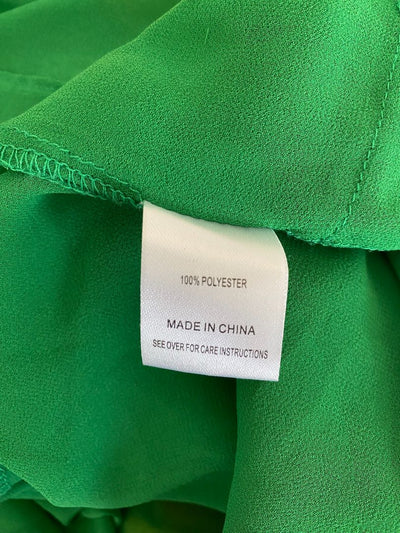 100% POLYESTER
MADE IN CHINA
SEE OVER FOR CARE INSTRUCTIONS